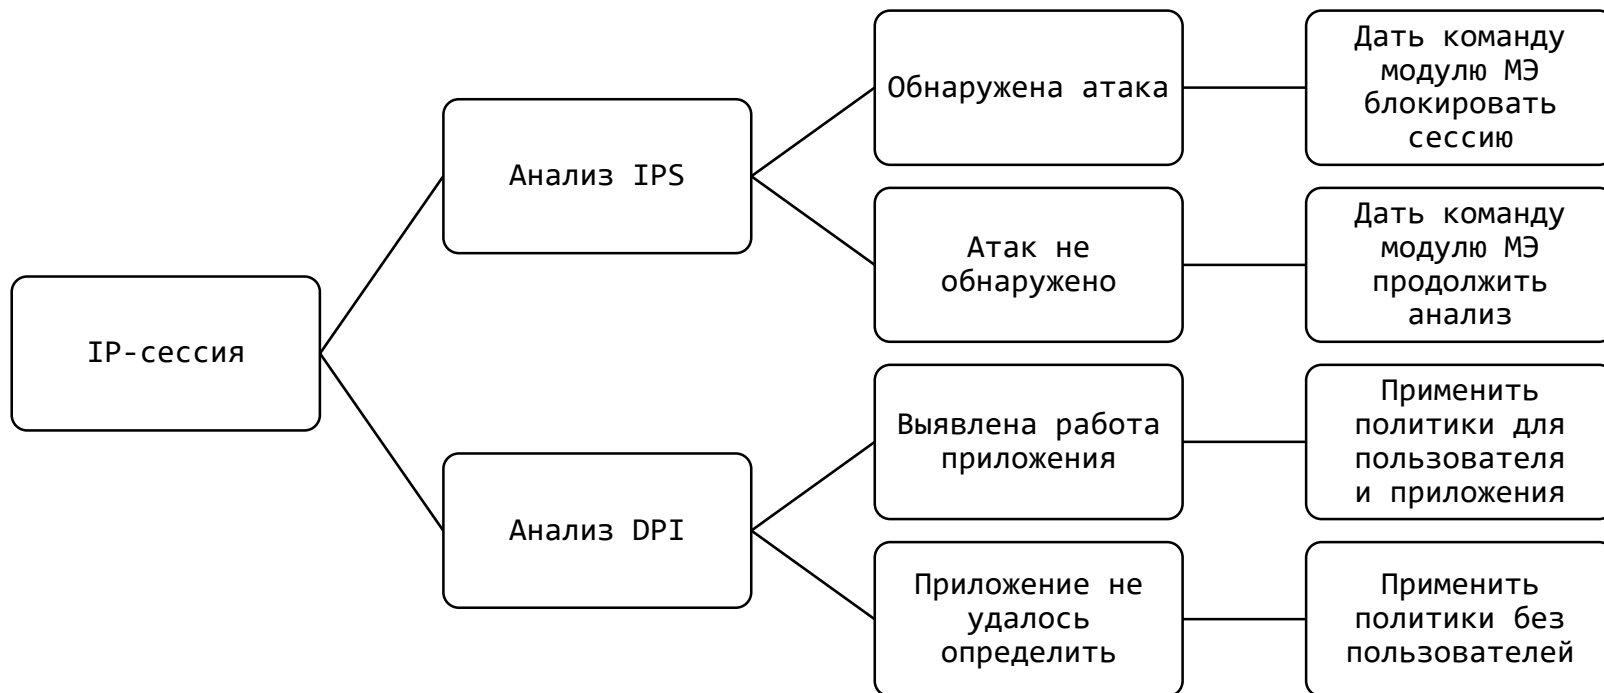 IP-сессия
Анализ IPS
Анализ DPI
Обнаружена атака
Атак не
обнаружено
Выявлена работа
приложения
Приложение не
удалось
определить
Дать команду
модулю МЭ
блокировать
сессию
Дать команду
модулю МЭ
продолжить
анализ
Применить
политики для
пользователя
и приложения
Применить
политики без
пользователей